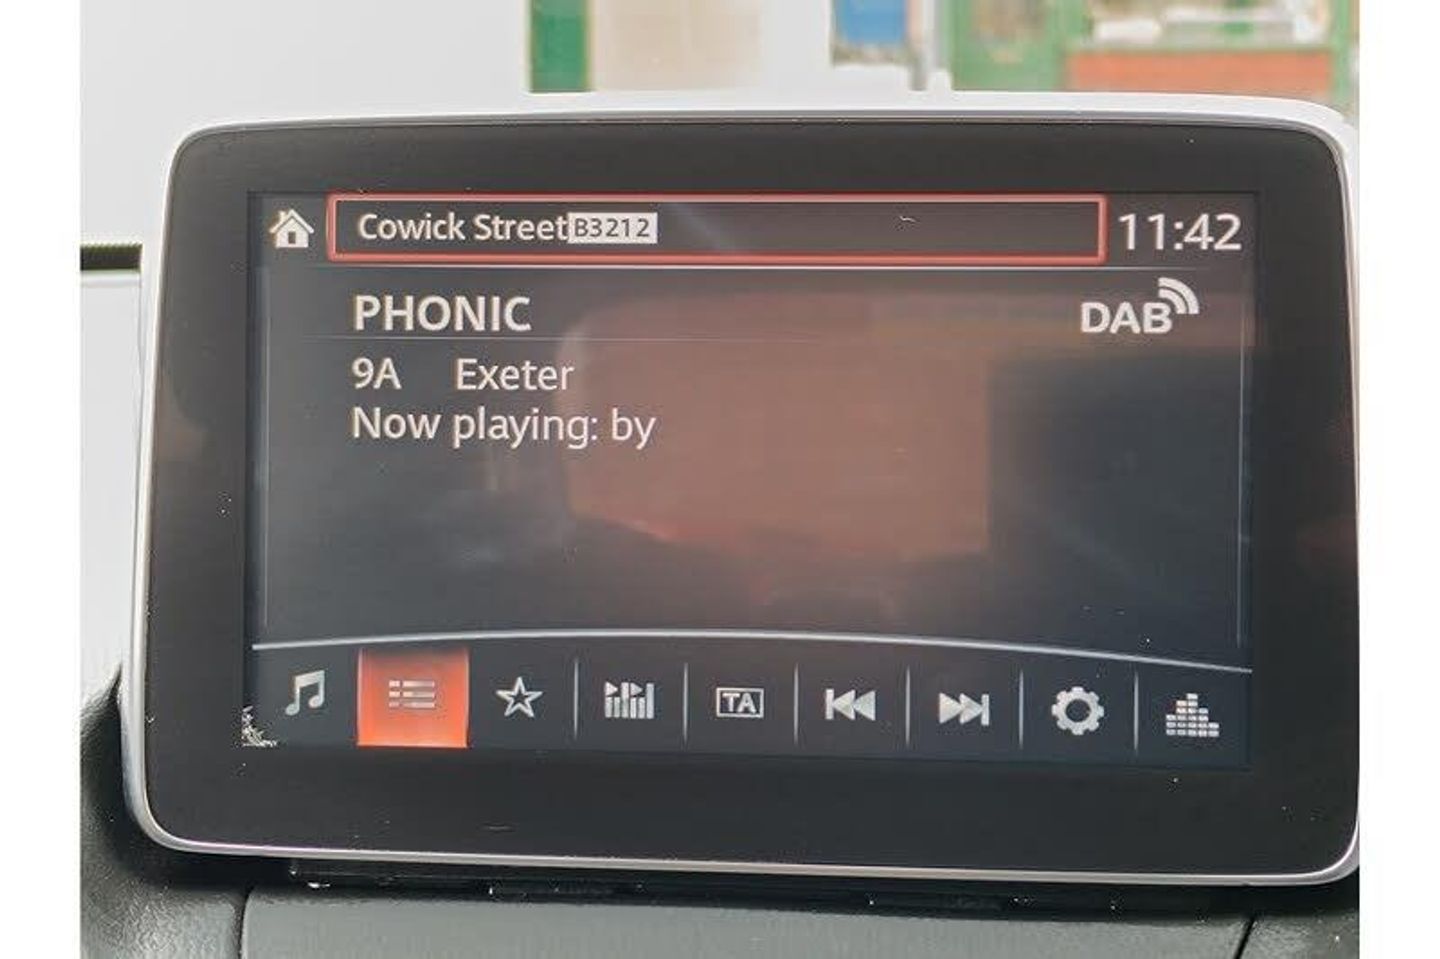 Cowick Street B3212 11:42
PHONIC DAB
9A Exeter
Now playing: by
TA